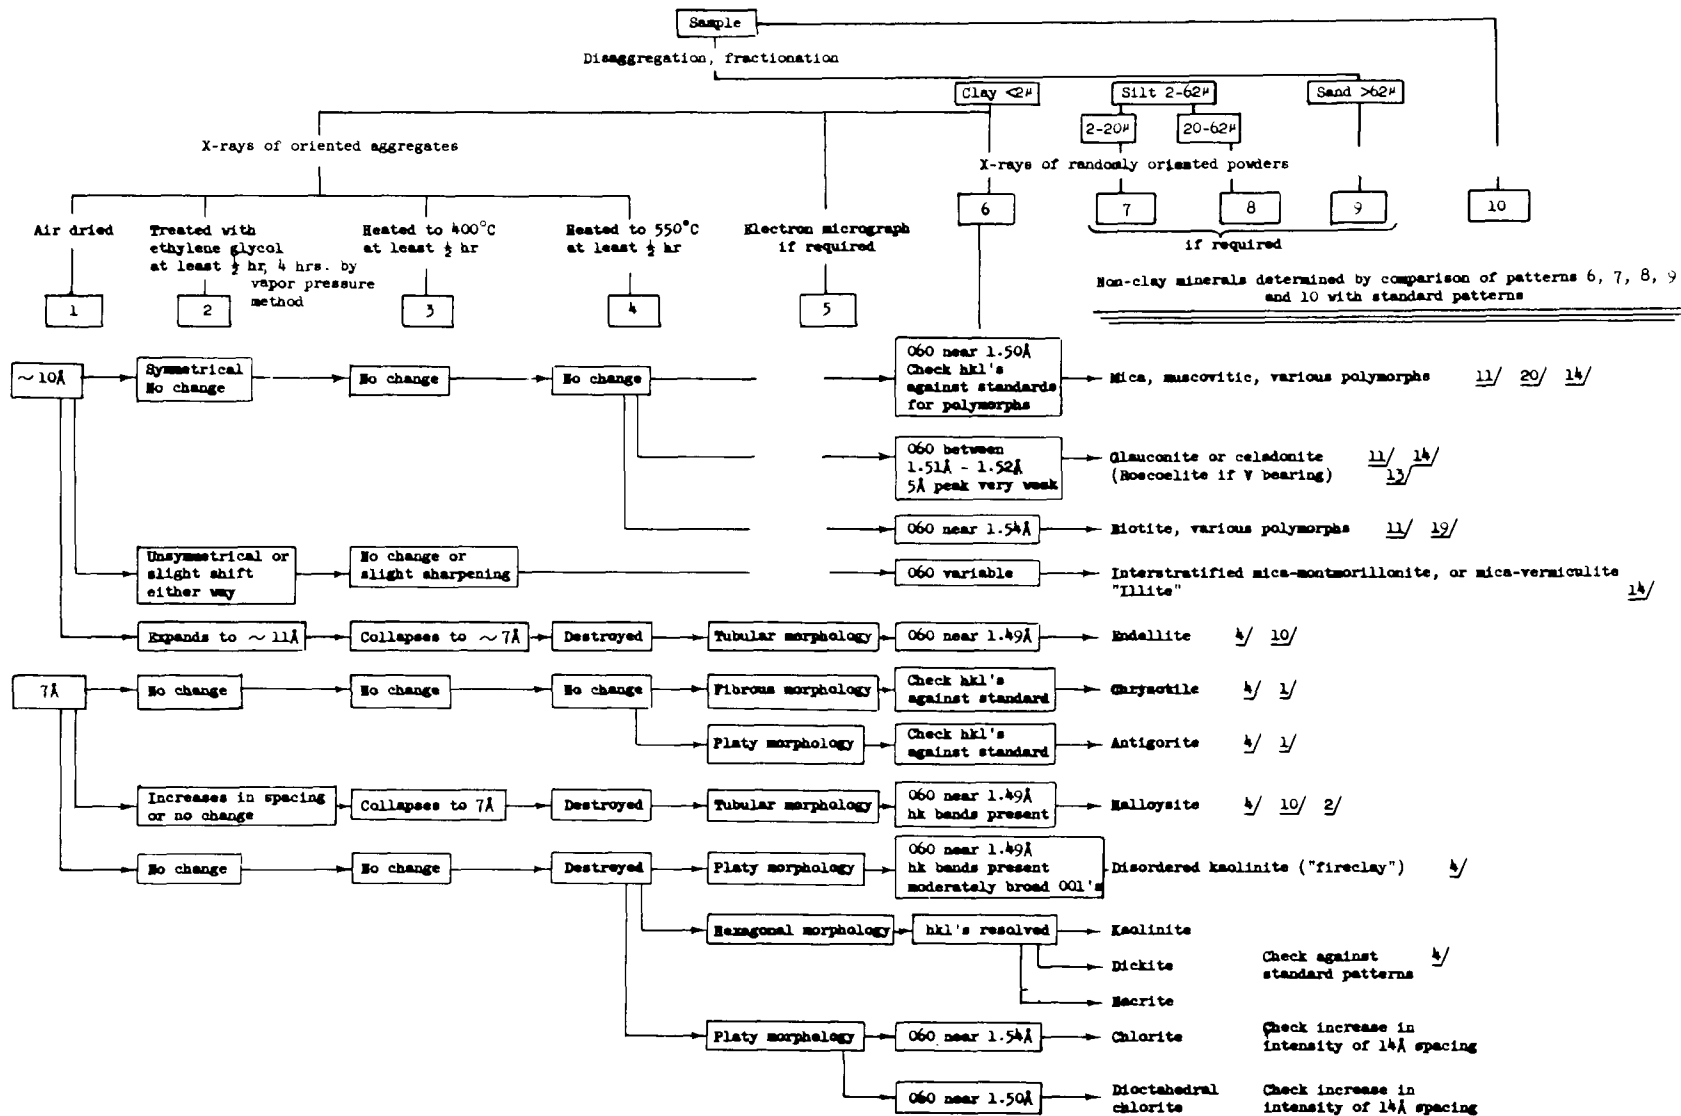 Sample
Disaggregation, fractionation
Clay <2μ
Silt 2-62μ
Sand >62μ
2-20μ
20-62μ
X-rays of oriented aggregates
X-rays of randomly oriented powders
6
7
8
9
10
if required
Air dried
Treated with
ethylene glycol
at least ½ hr, 4 hrs. by
vapor pressure
method
Heated to 400°C
at least ½ hr
Heated to 550°C
at least ½ hr
Electron micrograph
if required
1
2
3
4
5
Non-clay minerals determined by comparison of patterns 6, 7, 8, 9
and 10 with standard patterns
~10Å
Symmetrical
No change
No change
No change
060 near 1.50Å
Check hkl's
against standards
for polymorphs
Mica, muscovitic, various polymorphs 11/ 20/ 14/
060 between
1.51Å - 1.52Å
5Å peak very weak
Glauconite or celadonite 11/ 14/
(Roscoelite if V bearing) 13/
060 near 1.54Å
Biotite, various polymorphs 11/ 19/
Unsymmetrical or
slight shift
either way
No change or
slight sharpening
060 variable
Interstratified mica-montmorillonite, or mica-vermiculite
"Illite" 14/
Expands to ~11Å
Collapses to ~7Å
Destroyed
Tubular morphology
060 near 1.49Å
Endellite 4/ 10/
7Å
No change
No change
No change
Fibrous morphology
Check hkl's
against standard
Chrysotile 4/ 1/
Platy morphology
Check hkl's
against standard
Antigorite 4/ 1/
Increases in spacing
or no change
Collapses to 7Å
Destroyed
Tubular morphology
060 near 1.49Å
hk bands present
Halloysite 4/ 10/ 2/
No change
No change
Destroyed
Platy morphology
060 near 1.49Å
hk bands present
moderately broad 001's
Disordered kaolinite ("fireclay") 4/
Hexagonal morphology
hkl's resolved
Kaolinite
Dickite
Check against 4/
standard patterns
Nacrite
Platy morphology
060 near 1.54Å
Chlorite
Check increase in
intensity of 14Å spacing
060 near 1.50Å
Dioctahedral
chlorite
Check increase in
intensity of 14Å spacing